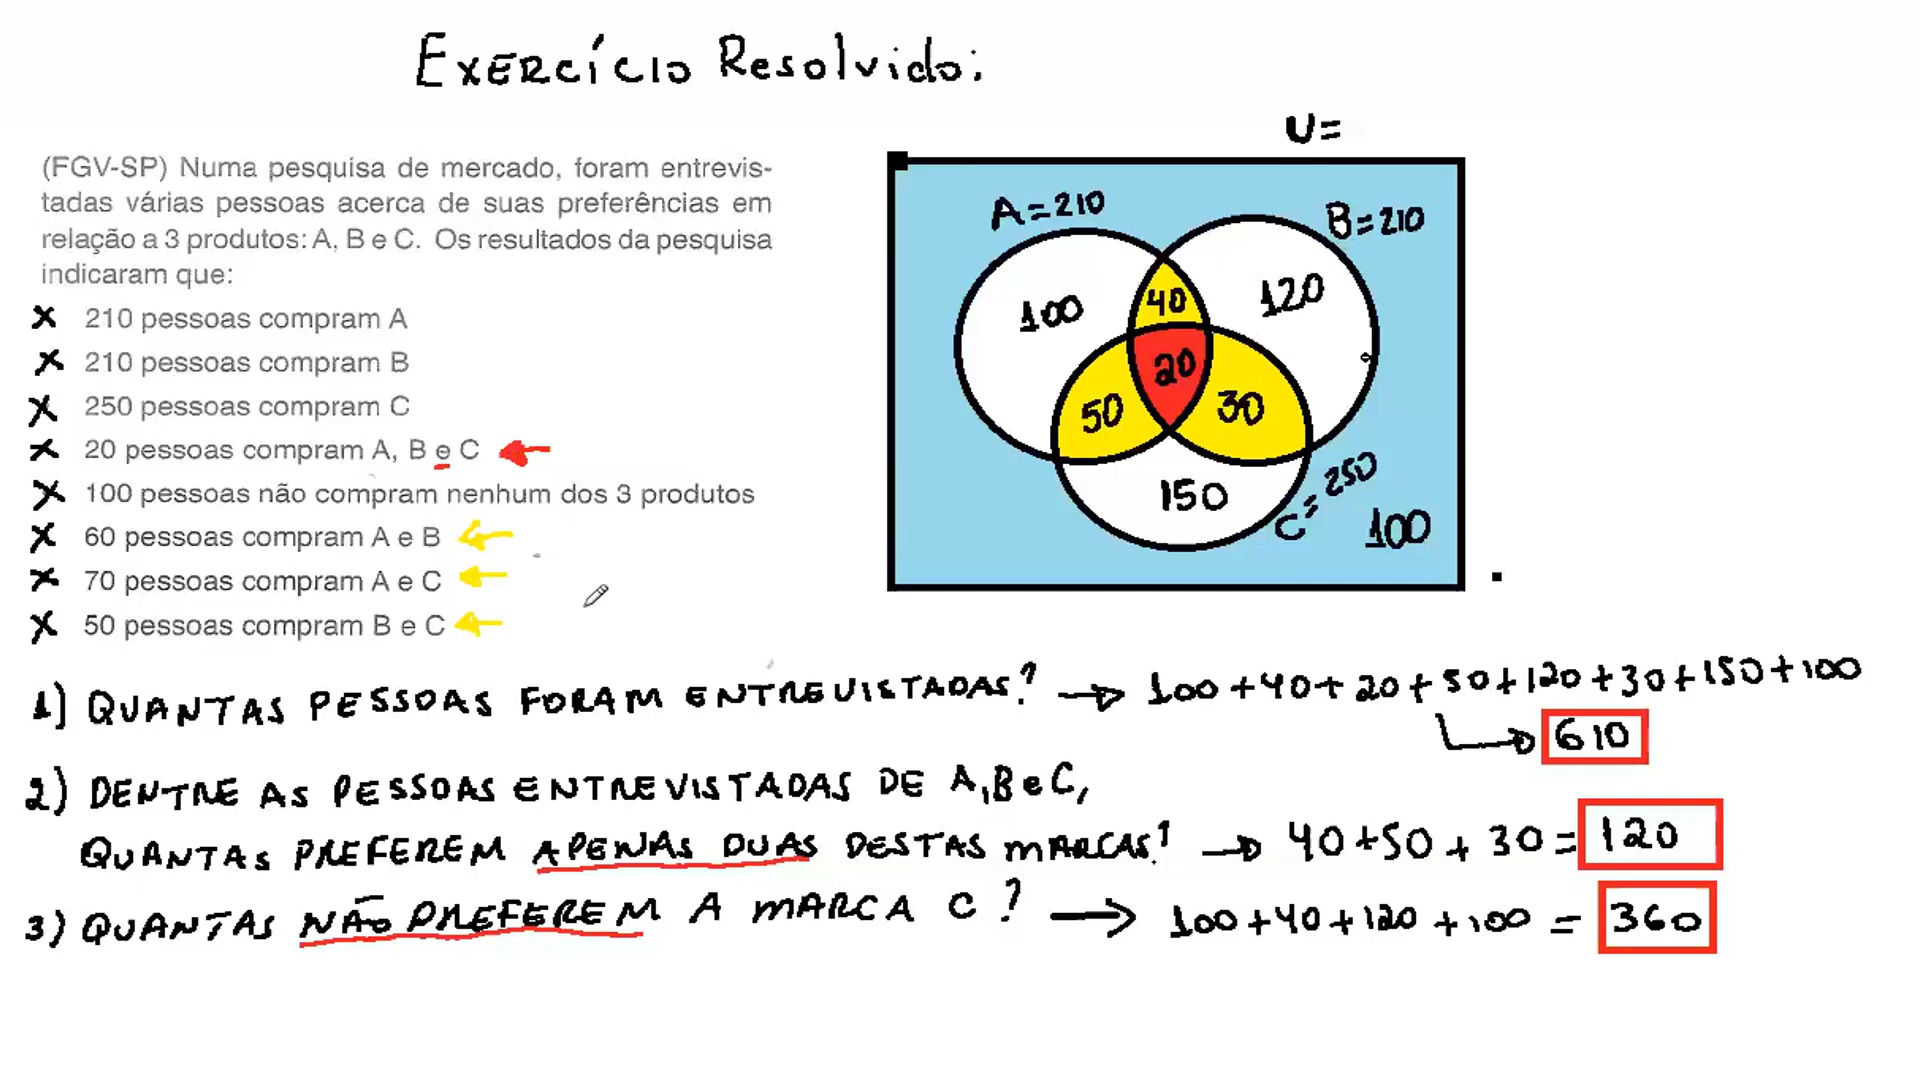 Exercício Resolvido:
(FGV-SP) Numa pesquisa de mercado, foram entrevis-
tadas várias pessoas acerca de suas preferências em
relação a 3 produtos: A, B e C. Os resultados da pesquisa
indicaram que:
x 210 pessoas compram A
x 210 pessoas compram B
x 250 pessoas compram C
x 20 pessoas compram A, B e C
x 100 pessoas não compram nenhum dos 3 produtos
x 60 pessoas compram A e B
x 70 pessoas compram A e C
x 50 pessoas compram B e C
U=
A=210
B=210
100
40
120
20
50
30
150
C=250
100
1) QUANTAS PESSOAS FORAM ENTREVISTADAS? → 100+40+20+50+120+30+150+100
→ 610
2) DENTRE AS PESSOAS ENTREVISTADAS DE A, B e C,
QUANTAS PREFEREM APENAS DUAS DESTAS MARCAS? → 40+50+30= 120
3) QUANTAS NÃO PREFEREM A MARCA C? → 100+40+120+100 = 360